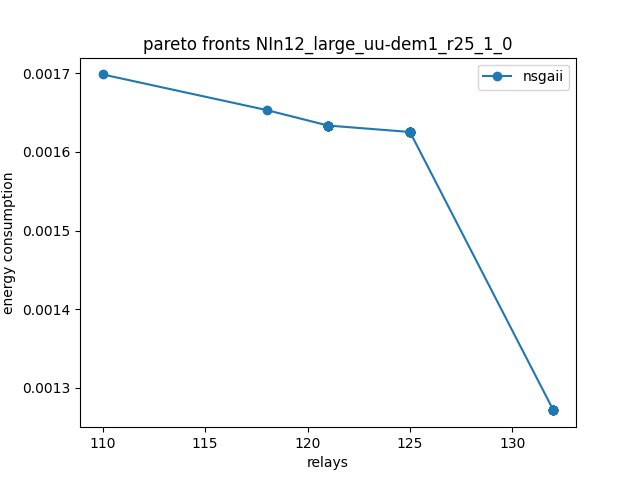 pareto fronts NIn12_large_uu-dem1_r25_1_0
nsgaii
energy consumption
0.0017
0.0016
0.0015
0.0014
0.0013
110 115 120 125 130
relays